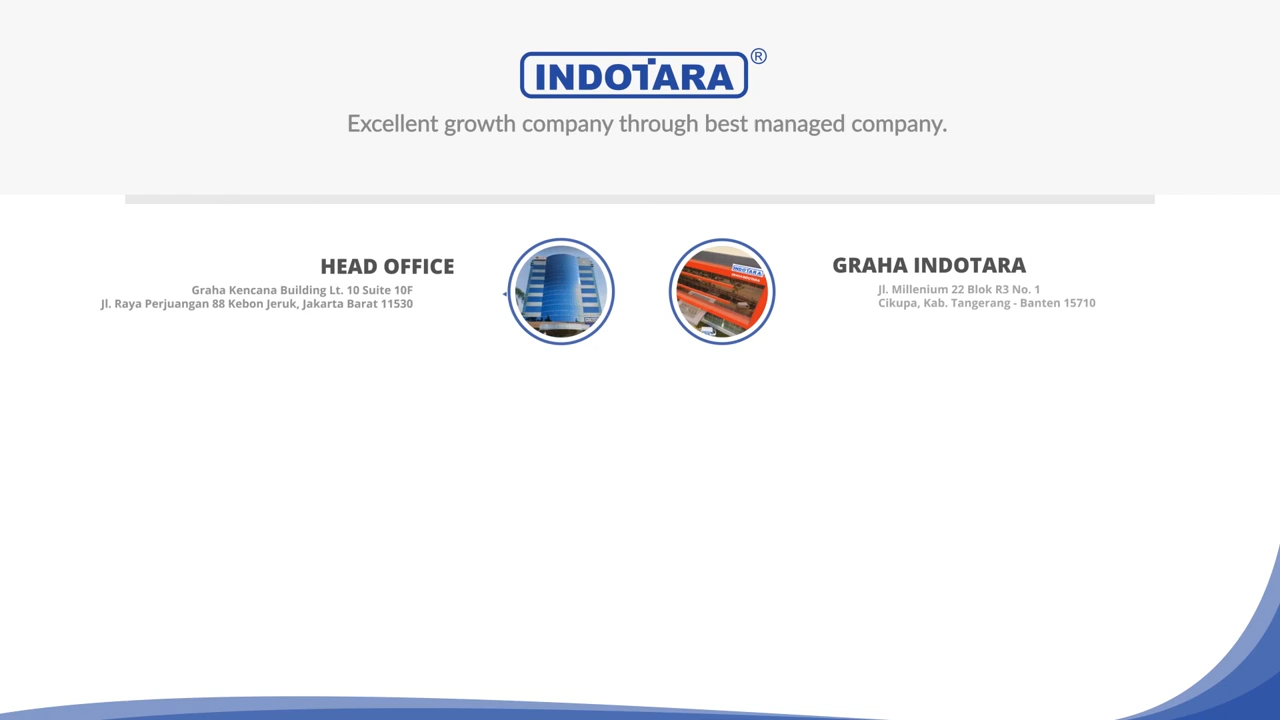 INDOTARA®
Excellent growth company through best managed company.
HEAD OFFICE
Graha Kencana Building Lt. 10 Suite 10F
Jl. Raya Perjuangan 88 Kebon Jeruk, Jakarta Barat 11530
INDOTARA
GRAHA INDOTARA
Jl. Millenium 22 Blok R3 No. 1
Cikupa, Kab. Tangerang - Banten 15710